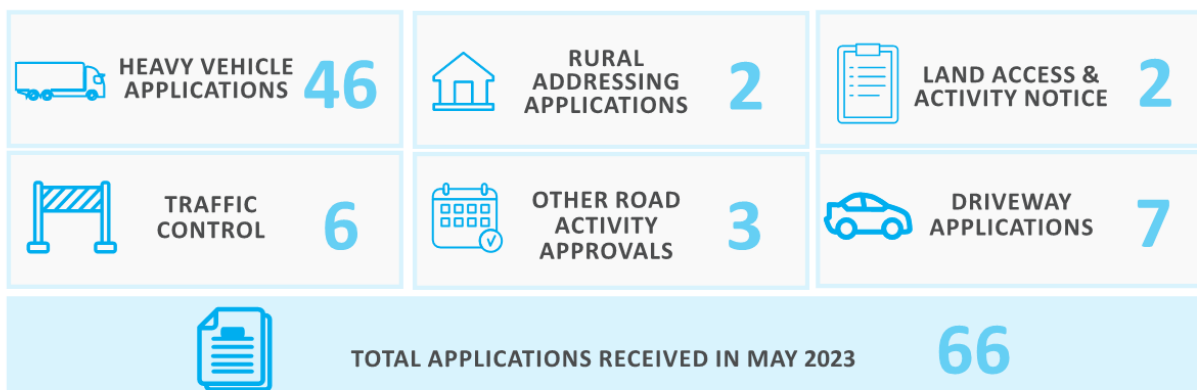 HEAVY VEHICLE
APPLICATIONS
46
RURAL
ADDRESSING
APPLICATIONS
2
LAND ACCESS &
ACTIVITY NOTICE
2
TRAFFIC
CONTROL
6
OTHER ROAD
ACTIVITY
APPROVALS
3
DRIVEWAY
APPLICATIONS
7
TOTAL APPLICATIONS RECEIVED IN MAY 2023 66